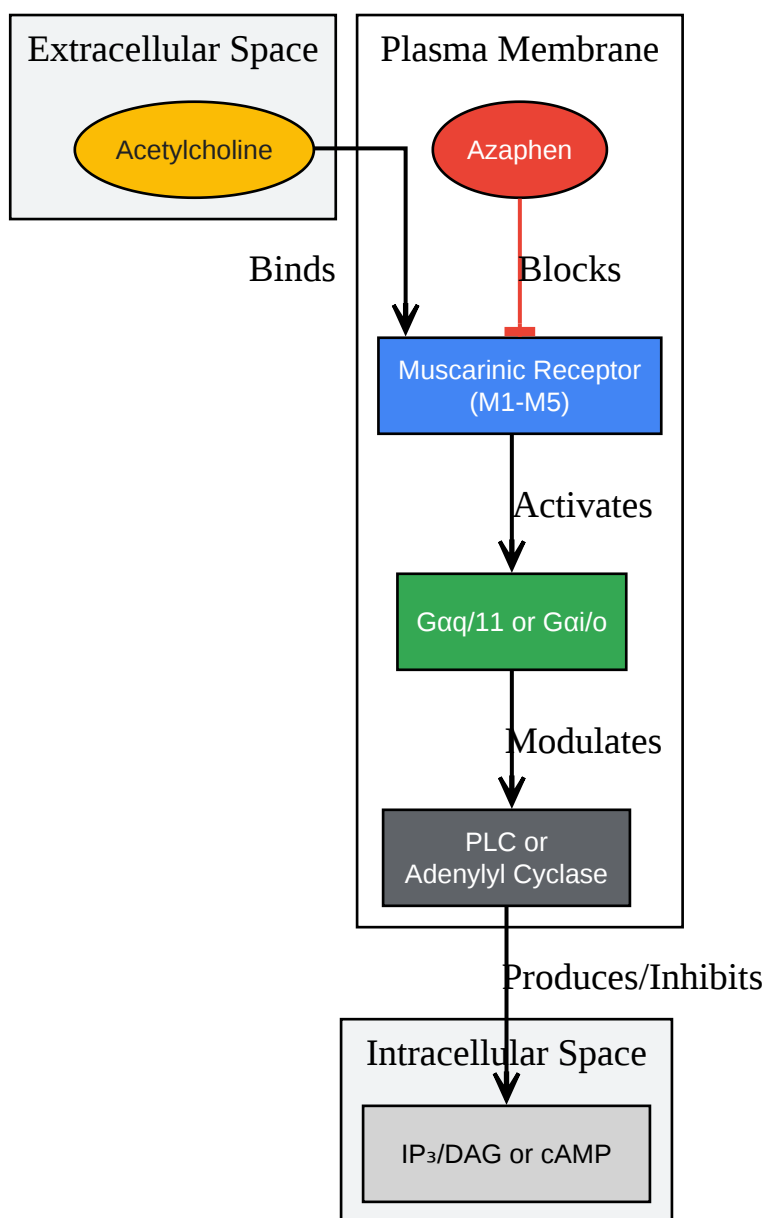 Extracellular Space
Plasma Membrane
Acetylcholine
Azaphen
Binds
Blocks
Muscarinic Receptor
(M1-M5)
Activates
Gαq/11 or Gαi/o
Modulates
PLC or
Adenylyl Cyclase
Produces/Inhibits
Intracellular Space
IP₃/DAG or cAMP